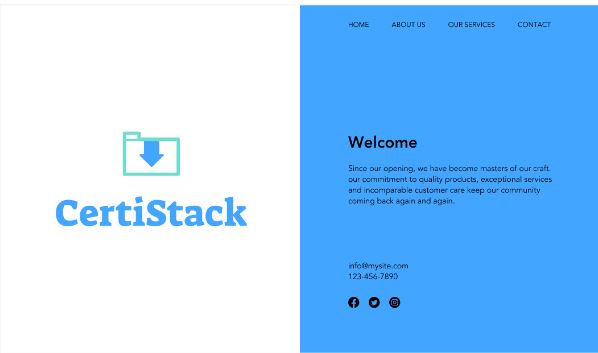 HOME ABOUT US OUR SERVICES CONTACT
CertiStack
Welcome
Since our opening, we have become masters of our craft.
our commitment to quality products, exceptional services
and incomparable customer care keep our community
coming back again and again.
info@mysite.com
123-456-7890